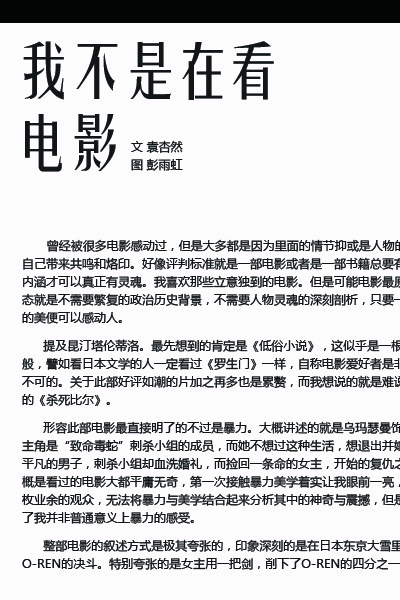 我不是在看
电影
文 袁杏然
图 彭雨虹
曾经被很多电影感动过，但是大多都是因为里面的情节抑或是人物的
自己带来共鸣和烙印。好像评判标准就是一部电影或者是一部书籍总要有
内涵才可以真正有灵魂。我喜欢那些立意独到的电影。但是可能电影最原
态就是不需要繁复的政治历史背景，不需要人物灵魂的深刻剖析，只要一
的美便可以感动人。
提及昆汀塔伦蒂洛。最先想到的肯定是《低俗小说》，这似乎是一根
般，譬如看日本文学的人一定看过《罗生门》一样，自称电影爱好者是非
不可的。关于此部好评如潮的片加之再多也是累赘，而我想说的就是难说
的《杀死比尔》。
形容此部电影最直接明了的不过是暴力。大概讲述的就是乌玛瑟曼饰
主角是“致命毒蛇”刺杀小组的成员，而她不想过这种生活，想退出并嫁
平凡的男子，刺杀小组却血洗婚礼，而捡回一条命的女主，开始的复仇之
概是看过的电影大都平庸无奇，第一次接触暴力美学着实让我眼前一亮，
枚业余的观众，无法将暴力与美学结合起来分析其中的神奇与震撼，但是
了我并非普通意义上暴力的感受。
整部电影的叙述方式是极其夸张的，印象深刻的是在日本东京大雪里
O-REN的决斗。特别夸张的是女主用一把剑，削下了O-REN的四分之一